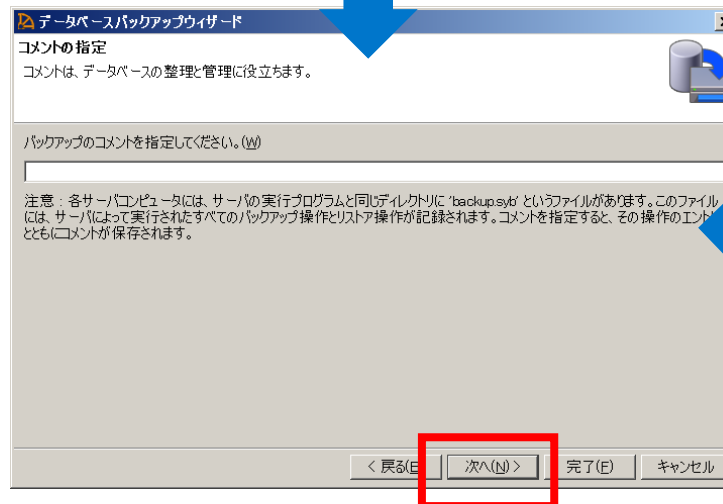 データベースバックアップウィザード
コメントの指定
コメントは、データベースの整理と管理に役立ちます。
バックアップのコメントを指定してください。(W)
注意：各サーバコンピュータには、サーバの実行プログラムと同じディレクトリに 'backup.syb' というファイルがあります。このファイル
には、サーバによって実行されたすべてのバックアップ操作とリストア操作が記録されます。コメントを指定すると、その操作のエントリ
とともにコメントが保存されます。
< 戻る(B 次へ(N) > 完了(F) キャンセル